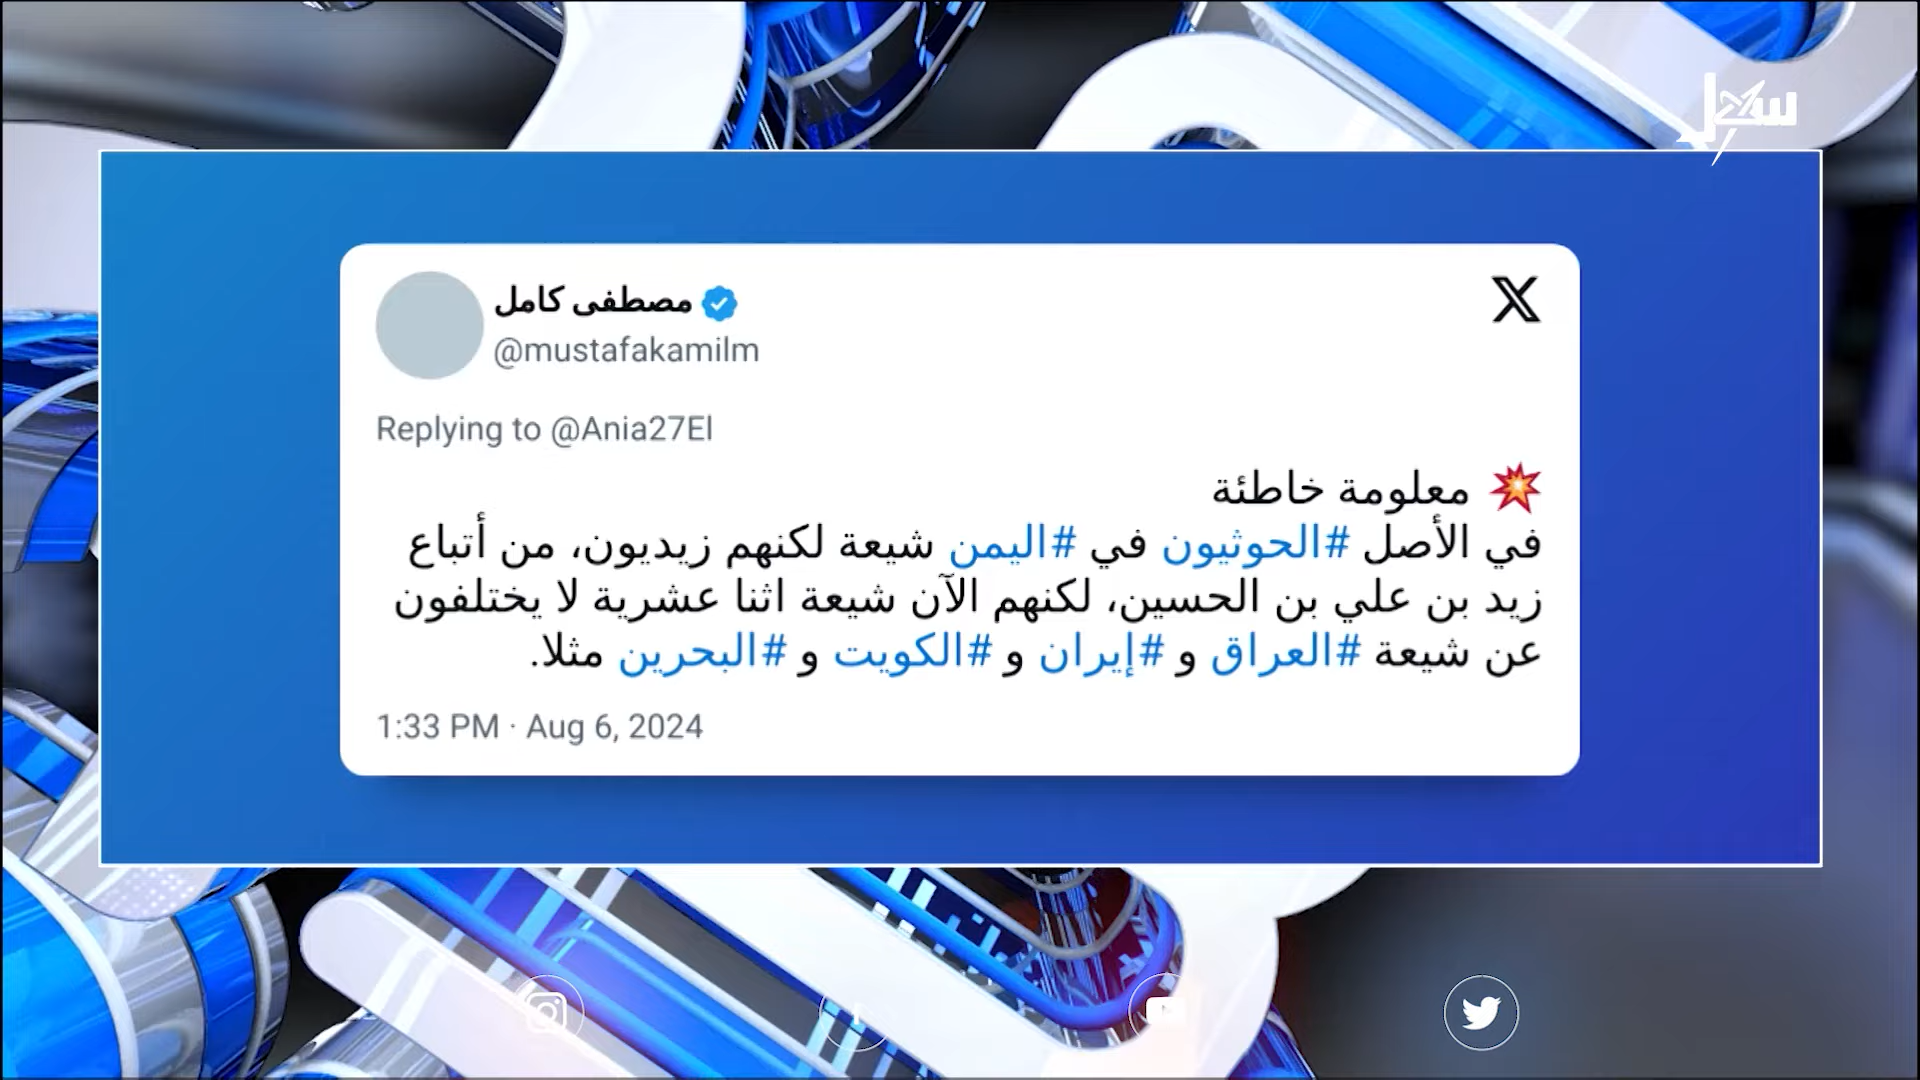 سجل
مصطفى كامل
@mustafakamilm
Replying to @Ania27El
💥 معلومة خاطئة
في الأصل #الحوثيون في #اليمن شيعة لكنهم زيديون، من أتباع
زيد بن علي بن الحسين، لكنهم الآن شيعة اثنا عشرية لا يختلفون
عن شيعة #العراق و #إيران و #الكويت و #البحرين مثلا.
1:33 PM · Aug 6, 2024